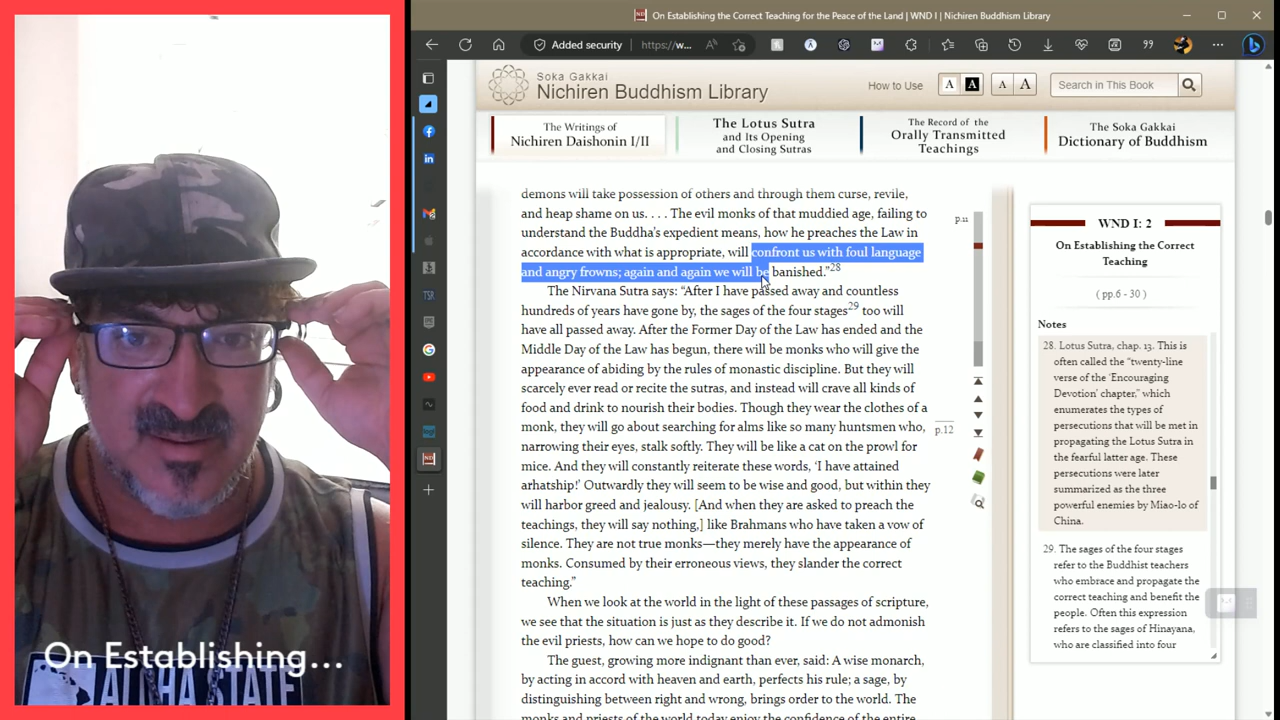 On Establishing the Correct Teaching for the Peace of the Land | WND I | Nichiren Buddhism Library
Added security
https://w...
Soka Gakkai
Nichiren Buddhism Library
How to Use
A A A A
Search in This Book
The Writings of
Nichiren Daishonin I/II
The Lotus Sutra
and Its Opening
and Closing Sutras
The Record of the
Orally Transmitted
Teachings
The Soka Gakkai
Dictionary of Buddhism
demons will take possession of others and through them curse, revile,
and heap shame on us. . . . The evil monks of that muddied age, failing to
understand the Buddha's expedient means, how he preaches the Law in
accordance with what is appropriate, will confront us with foul language
and angry frowns; again and again we will be banished."28
The Nirvana Sutra says: "After I have passed away and countless
hundreds of years have gone by, the sages of the four stages29 too will
have all passed away. After the Former Day of the Law has ended and the
Middle Day of the Law has begun, there will be monks who will give the
appearance of abiding by the rules of monastic discipline. But they will
scarcely ever read or recite the sutras, and instead will crave all kinds of
food and drink to nourish their bodies. Though they wear the clothes of a
monk, they will go about searching for alms like so many huntsmen who,
narrowing their eyes, stalk softly. They will be like a cat on the prowl for
mice. And they will constantly reiterate these words, 'I have attained
arhatship!' Outwardly they will seem to be wise and good, but within they
will harbor greed and jealousy. [And when they are asked to preach the
teachings, they will say nothing,] like Brahmans who have taken a vow of
silence. They are not true monks—they merely have the appearance of
monks. Consumed by their erroneous views, they slander the correct
teaching."
When we look at the world in the light of these passages of scripture,
we see that the situation is just as they describe it. If we do not admonish
the evil priests, how can we hope to do good?
The guest, growing more indignant than ever, said: A wise monarch,
by acting in accord with heaven and earth, perfects his rule; a sage, by
distinguishing between right and wrong, brings order to the world. The
monks and priests of the world today enjoy the confidence of the entire
p.11
p.12
WND I: 2
On Establishing the Correct
Teaching
( pp.6 - 30 )
Notes
28. Lotus Sutra, chap. 13. This is
often called the "twenty-line
verse of the 'Encouraging
Devotion' chapter," which
enumerates the types of
persecutions that will be met in
propagating the Lotus Sutra in
the fearful latter age. These
persecutions were later
summarized as the three
powerful enemies by Miao-lo of
China.
29. The sages of the four stages
refer to the Buddhist teachers
who embrace and propagate the
correct teaching and benefit the
people. Often this expression
refers to the sages of Hinayana,
who are classified into four
On Establishing...
STATE